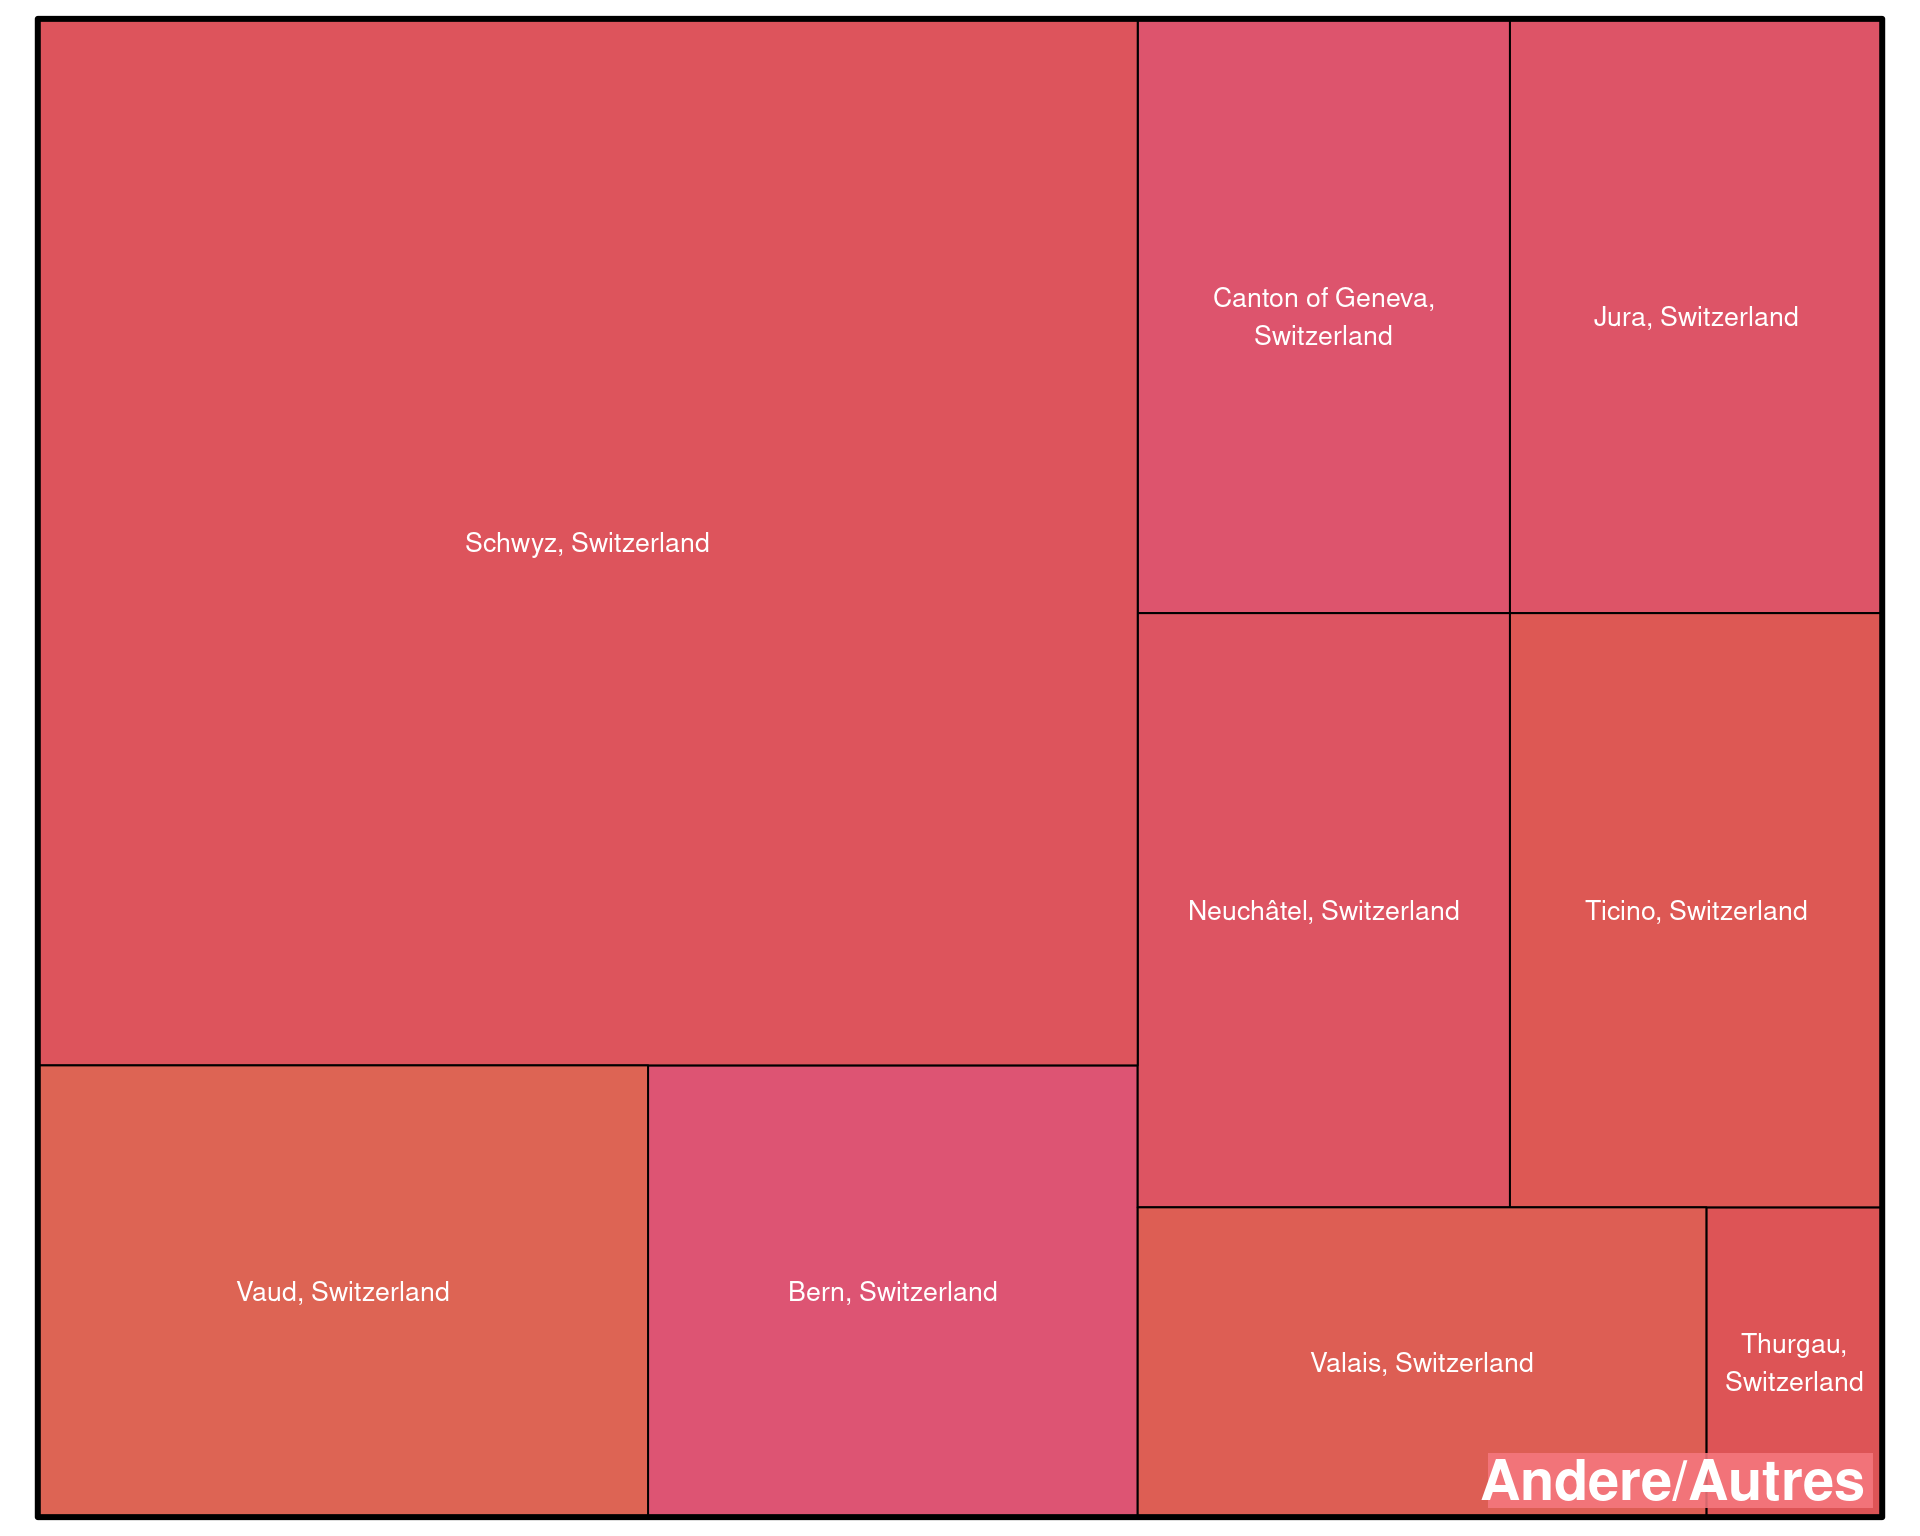 Canton of Geneva,
Switzerland
Jura, Switzerland
Schwyz, Switzerland
Neuchâtel, Switzerland
Ticino, Switzerland
Vaud, Switzerland
Bern, Switzerland
Valais, Switzerland
Thurgau,
Switzerland
Andere/Autres